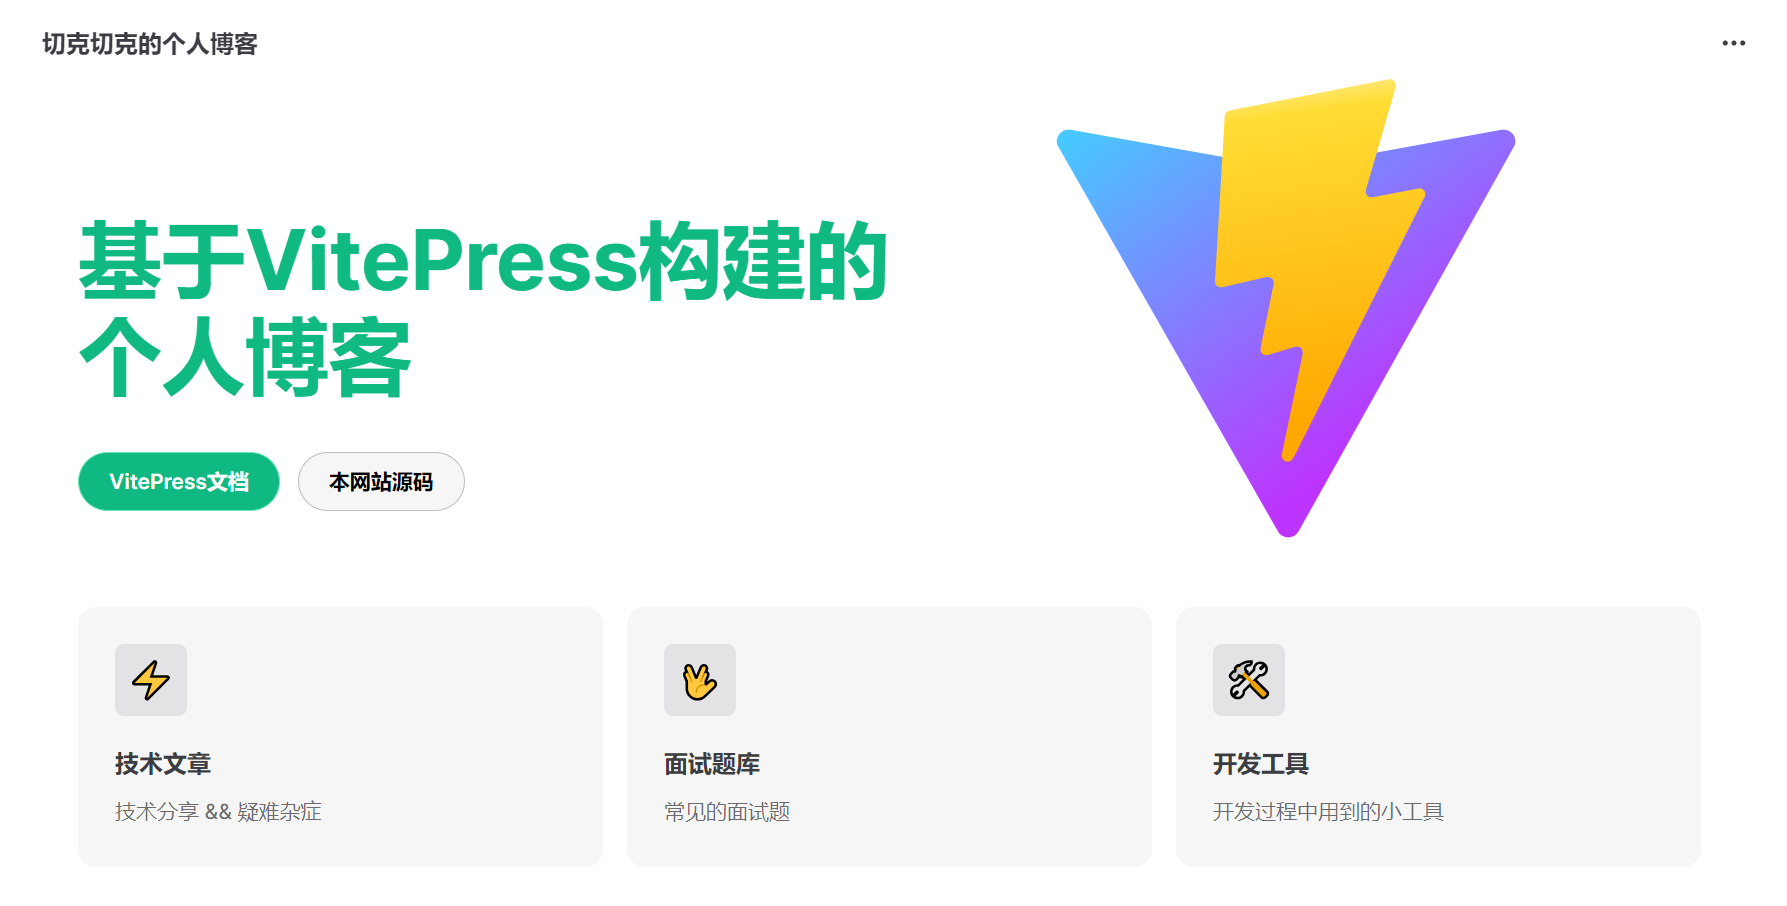 切克切克的个人博客
基于VitePress构建的
个人博客
VitePress文档
本网站源码
技术文章
技术分享 && 疑难杂症
面试题库
常见的面试题
开发工具
开发过程中用到的小工具